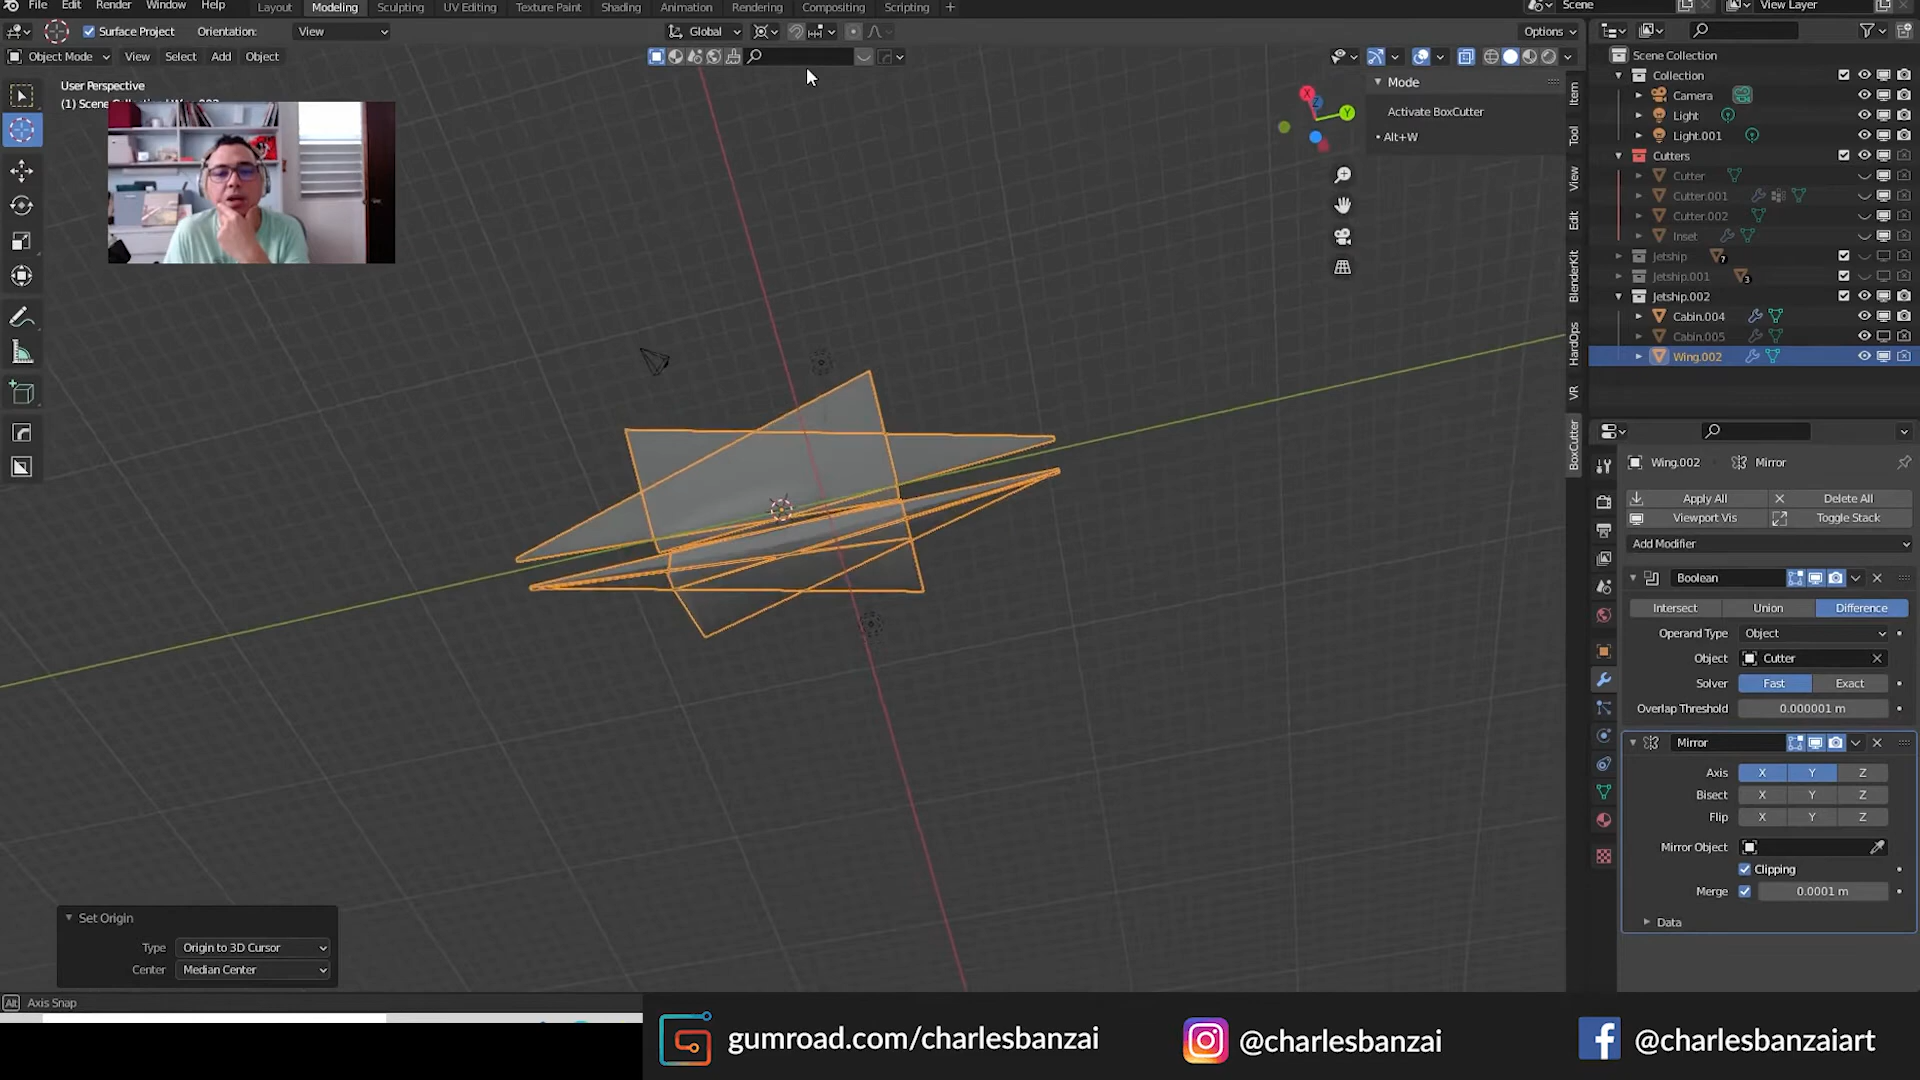 File Edit Render Window Help Layout Modeling Sculpting UV Editing Texture Paint Shading Animation Rendering Compositing Scripting + Scene View Layer
Surface Project Orientation: View Global Options
Object Mode View Select Add Object
User Perspective
(1)
Mode
Activate BoxCutter
• Alt+W
Item
Tool
View
Edit
BlenderKit
HardOps
VR
BoxCutter
X
Y
Scene Collection
Collection
Camera
Light
Light.001
Cutters
Cutter
Cutter.001
Cutter.002
Inset
Jetship 7
Jetship.001 3
Jetship.002
Cabin.004
Cabin.005
Wing.002
Wing.002 Mirror
Apply All Delete All
Viewport Vis Toggle Stack
Add Modifier
Boolean
Intersect Union Difference
Operand Type Object
Object Cutter
Solver Fast Exact
Overlap Threshold 0.000001 m
Mirror
Axis X Y Z
Bisect X Y Z
Flip X Y Z
Mirror Object
Clipping
Merge 0.0001 m
Data
Set Origin
Type Origin to 3D Cursor
Center Median Center
Alt Axis Snap
gumroad.com/charlesbanzai @charlesbanzai @charlesbanzaiart